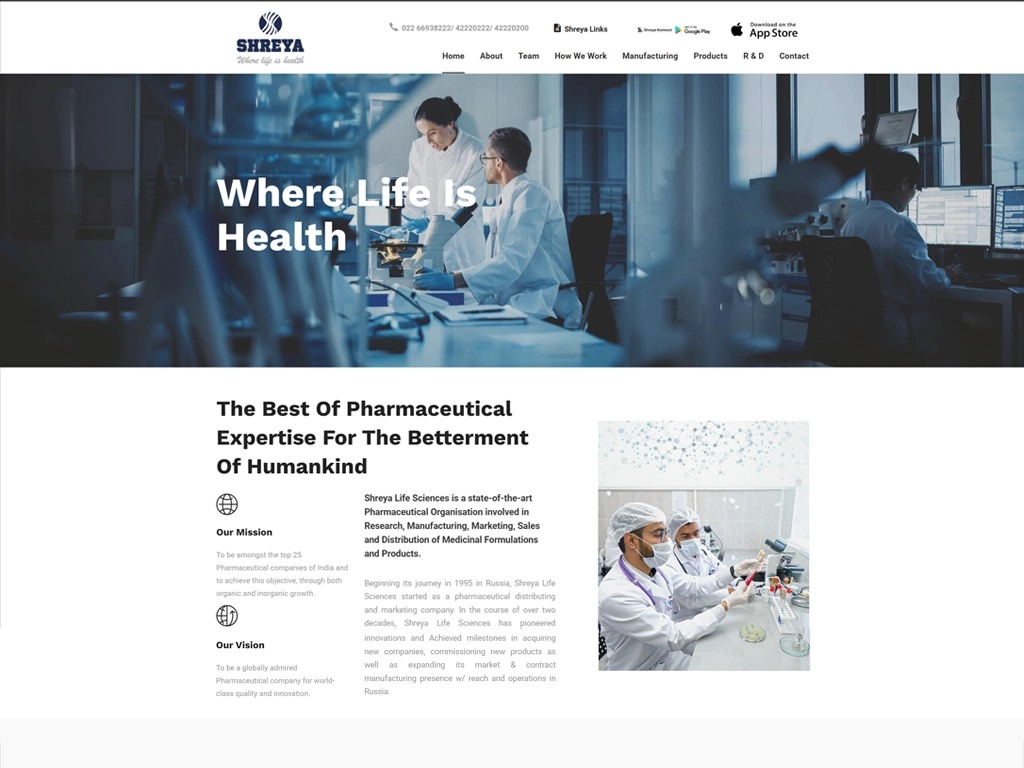 SHREYA
Where life is health
022 66938222/ 42220222/ 42220200
Shreya Links
Shreya Konnect
GET IT ON
Google Play
Download on the
App Store
Home
About
Team
How We Work
Manufacturing
Products
R & D
Contact
Where Life Is
Health
The Best Of Pharmaceutical
Expertise For The Betterment
Of Humankind
Our Mission
To be amongst the top 25
Pharmaceutical companies of India and
to achieve this objective, through both
organic and inorganic growth.
Our Vision
To be a globally admired
Pharmaceutical company for world-
class quality and innovation.
Shreya Life Sciences is a state-of-the-art
Pharmaceutical Organisation involved in
Research, Manufacturing, Marketing, Sales
and Distribution of Medicinal Formulations
and Products.
Beginning its journey in 1995 in Russia, Shreya Life
Sciences started as a pharmaceutical distributing
and marketing company. In the course of over two
decades, Shreya Life Sciences has pioneered
innovations and Achieved milestones in acquiring
new companies, commissioning new products as
well as expanding its market & contract
manufacturing presence w/ reach and operations in
Russia.